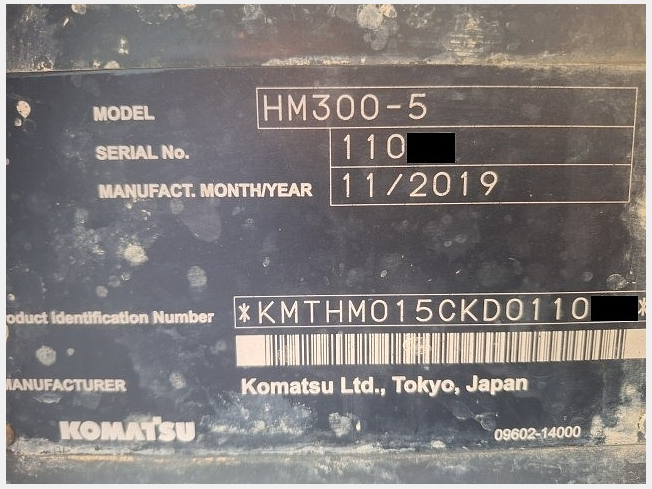 MODEL HM300-5
SERIAL No. 110
MANUFACT. MONTH/YEAR 11/2019
oduct Identification Number *KMTHM015CKD0110 *
MANUFACTURER Komatsu Ltd., Tokyo, Japan
KOMATSU 09602-14000